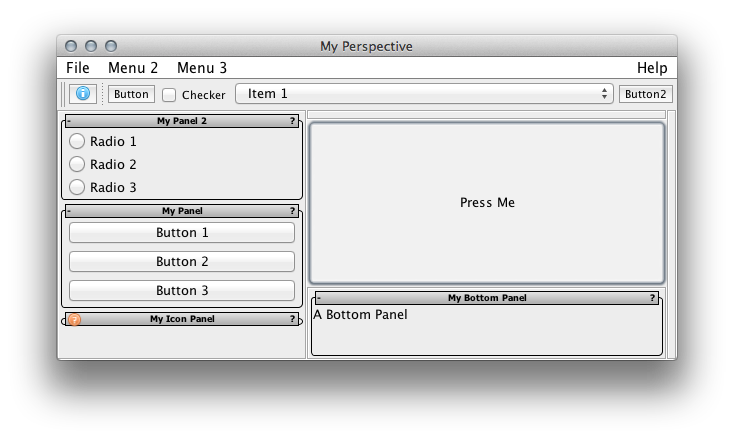 My Perspective
File Menu 2 Menu 3 Help
Button Checker Item 1 Button2
- My Panel 2 ?
Radio 1
Radio 2
Radio 3
- My Panel ?
Button 1
Button 2
Button 3
? My Icon Panel ?
Press Me
- My Bottom Panel ?
A Bottom Panel